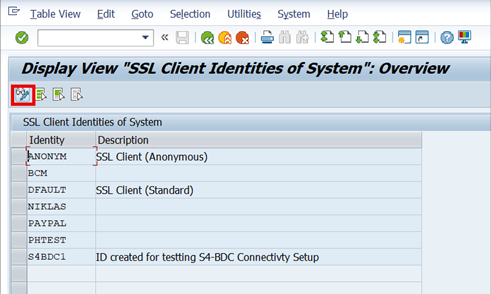 Table View Edit Goto Selection Utilities System Help
Display View "SSL Client Identities of System": Overview
SSL Client Identities of System
Identity Description
ANONYM SSL Client (Anonymous)
BCM
DFAULT SSL Client (Standard)
NIKLAS
PAYPAL
PHTEST
S4BDC1 ID created for testting S4-BDC Connectivty Setup